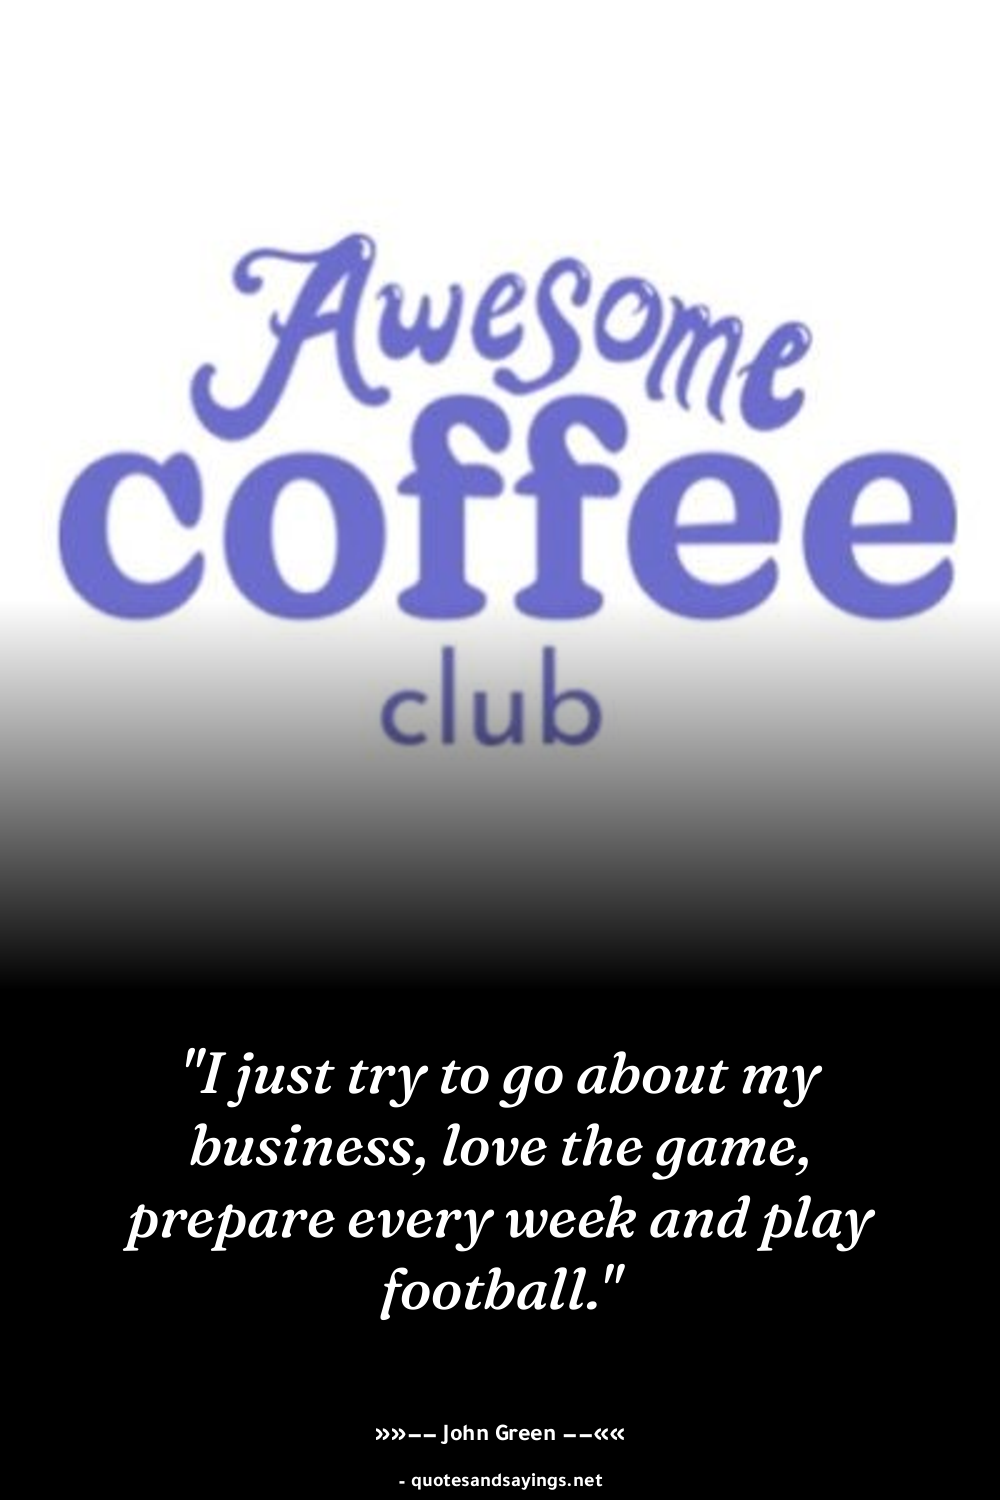 Awesome
coffee
club
"I just try to go about my
business, love the game,
prepare every week and play
football."
»»–– John Green ––««
- quotesandsayings.net